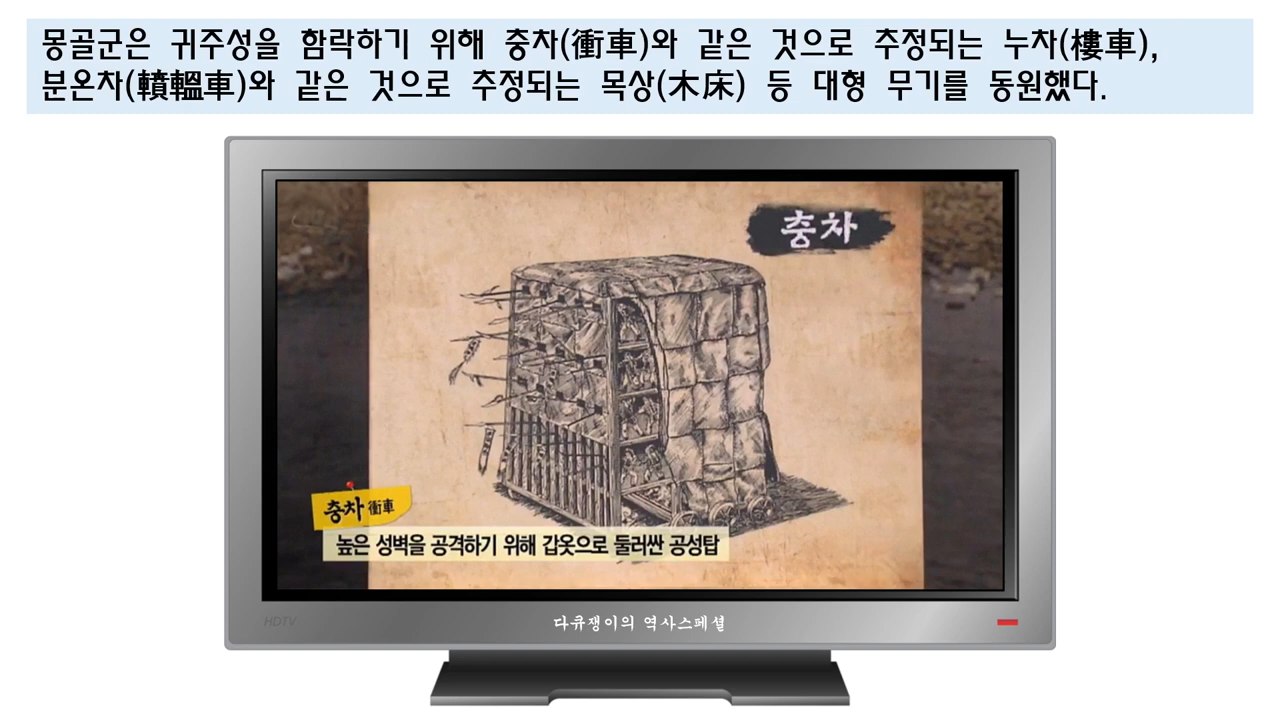 몽골군은 귀주성을 함락하기 위해 충차(衝車)와 같은 것으로 추정되는 누차(樓車),
분온차(轒轀車)와 같은 것으로 추정되는 목상(木床) 등 대형 무기를 동원했다.
충차
충차 衝車
높은 성벽을 공격하기 위해 갑옷으로 둘러싼 공성탑
HDTV
다큐쟁이의 역사스페셜